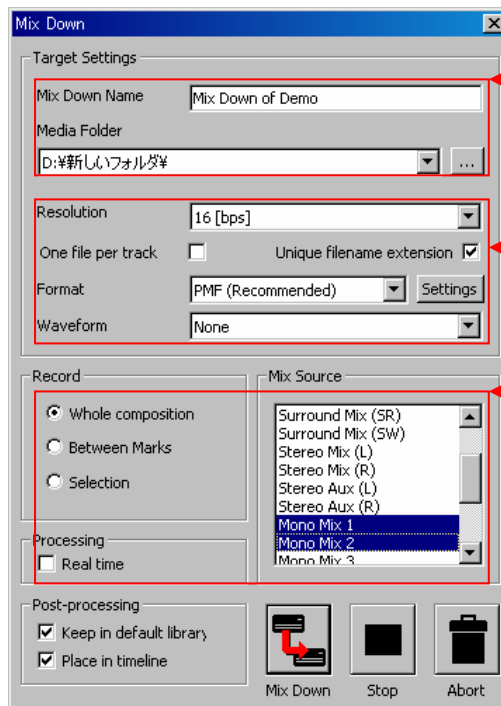 Mix Down
Target Settings
Mix Down Name Mix Down of Demo
Media Folder
D:¥新しいフォルダ¥ ...
Resolution 16 [bps]
One file per track Unique filename extension
Format PMF (Recommended) Settings
Waveform None
Record
Whole composition
Between Marks
Selection
Processing
Real time
Mix Source
Surround Mix (SR)
Surround Mix (SW)
Stereo Mix (L)
Stereo Mix (R)
Stereo Aux (L)
Stereo Aux (R)
Mono Mix 1
Mono Mix 2
Mono Mix 3
Post-processing
Keep in default library
Place in timeline
Mix Down Stop Abort